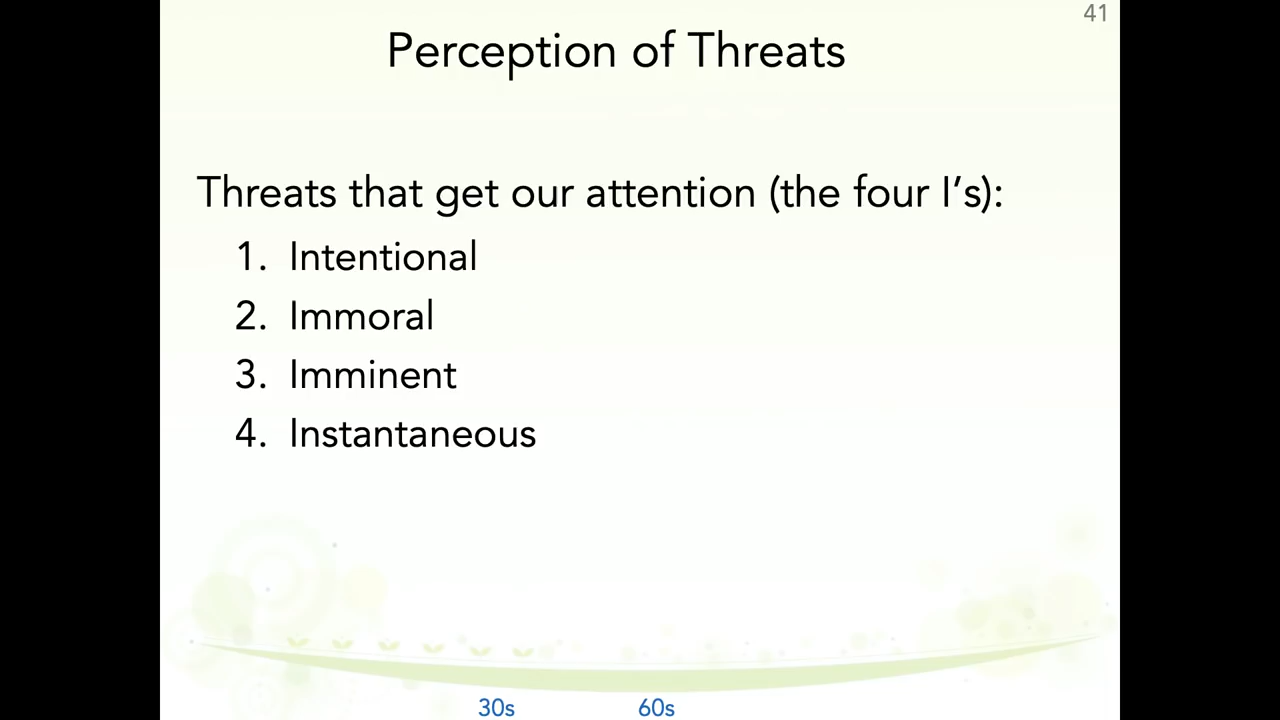 41
Perception of Threats
Threats that get our attention (the four I's):
1. Intentional
2. Immoral
3. Imminent
4. Instantaneous
30s 60s